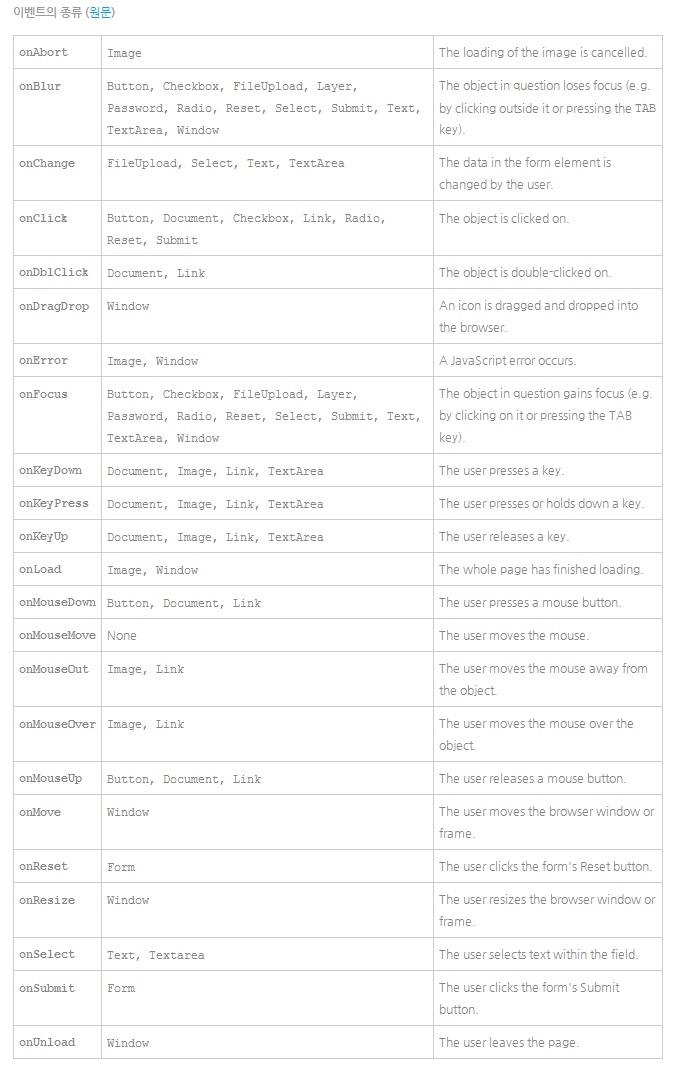 이벤트의 종류 (원문)
onAbort Image The loading of the image is cancelled.
onBlur Button, Checkbox, FileUpload, Layer, The object in question loses focus (e.g.
Password, Radio, Reset, Select, Submit, Text, by clicking outside it or pressing the TAB
TextArea, Window key).
onChange FileUpload, Select, Text, TextArea The data in the form element is
changed by the user.
onClick Button, Document, Checkbox, Link, Radio, The object is clicked on.
Reset, Submit
onDblClick Document, Link The object is double-clicked on.
onDragDrop Window An icon is dragged and dropped into
the browser.
onError Image, Window A JavaScript error occurs.
onFocus Button, Checkbox, FileUpload, Layer, The object in question gains focus (e.g.
Password, Radio, Reset, Select, Submit, Text, by clicking on it or pressing the TAB
TextArea, Window key).
onKeyDown Document, Image, Link, TextArea The user presses a key.
onKeyPress Document, Image, Link, TextArea The user presses or holds down a key.
onKeyUp Document, Image, Link, TextArea The user releases a key.
onLoad Image, Window The whole page has finished loading.
onMouseDown Button, Document, Link The user presses a mouse button.
onMouseMove None The user moves the mouse.
onMouseOut Image, Link The user moves the mouse away from
the object.
onMouseOver Image, Link The user moves the mouse over the
object.
onMouseUp Button, Document, Link The user releases a mouse button.
onMove Window The user moves the browser window or
frame.
onReset Form The user clicks the form's Reset button.
onResize Window The user resizes the browser window or
frame.
onSelect Text, Textarea The user selects text within the field.
onSubmit Form The user clicks the form's Submit
button.
onUnload Window The user leaves the page.